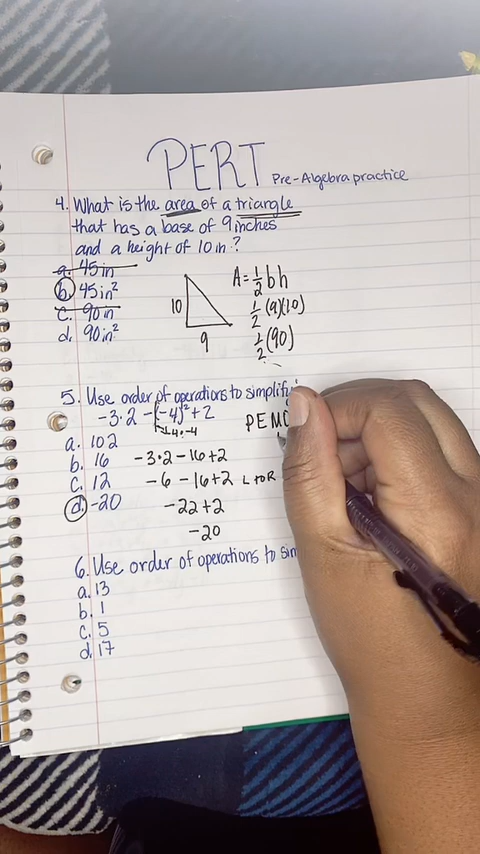 PERT Pre-Algebra practice
4. What is the area of a triangle
that has a base of 9 inches
and a height of 10 in?
a. 45 in
b. 45 in²
c. 90 in
d. 90 in²
10
9
A = 1/2 bh
1/2 (9)(10)
1/2 (90)
5. Use order of operations to simplify:
-3·2 - (-4)² + 2
-4·-4
PEMD
a. 102
b. 16
c. 12
d. -20
-3·2 - 16 + 2
-6 - 16 + 2 L to R
-22 + 2
-20
6. Use order of operations to sim
a. 13
b. 1
c. 5
d. 17